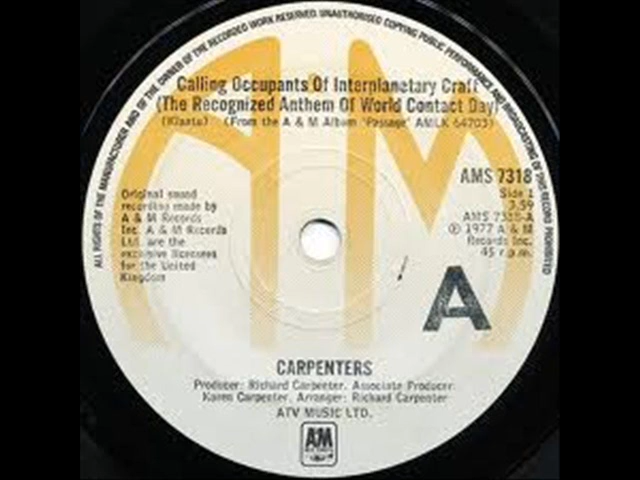 ALL RIGHTS OF THE MANUFACTURER AND OF THE OWNER OF THE RECORDED WORK RESERVED. UNAUTHORISED COPYING PUBLIC PERFORMANCE AND BROADCASTING OF THIS RECORD PROHIBITED
Calling Occupants Of Interplanetary Craft
(The Recognized Anthem Of World Contact Day)
(Klaatu) (From the A & M Album 'Passage' AMLK 64703)
AMS 7318
Side 1
3.59
AMS 7318-A
℗ 1977 A & M
Records Inc.
45 r.p.m.
Original sound
recording made by
A & M Records
Inc. A & M Records
Ltd. are the
exclusive licensees
for the United
Kingdom
A
CARPENTERS
Producer: Richard Carpenter. Associate Producer:
Karen Carpenter. Arranger: Richard Carpenter
ATV MUSIC LTD.
A&M